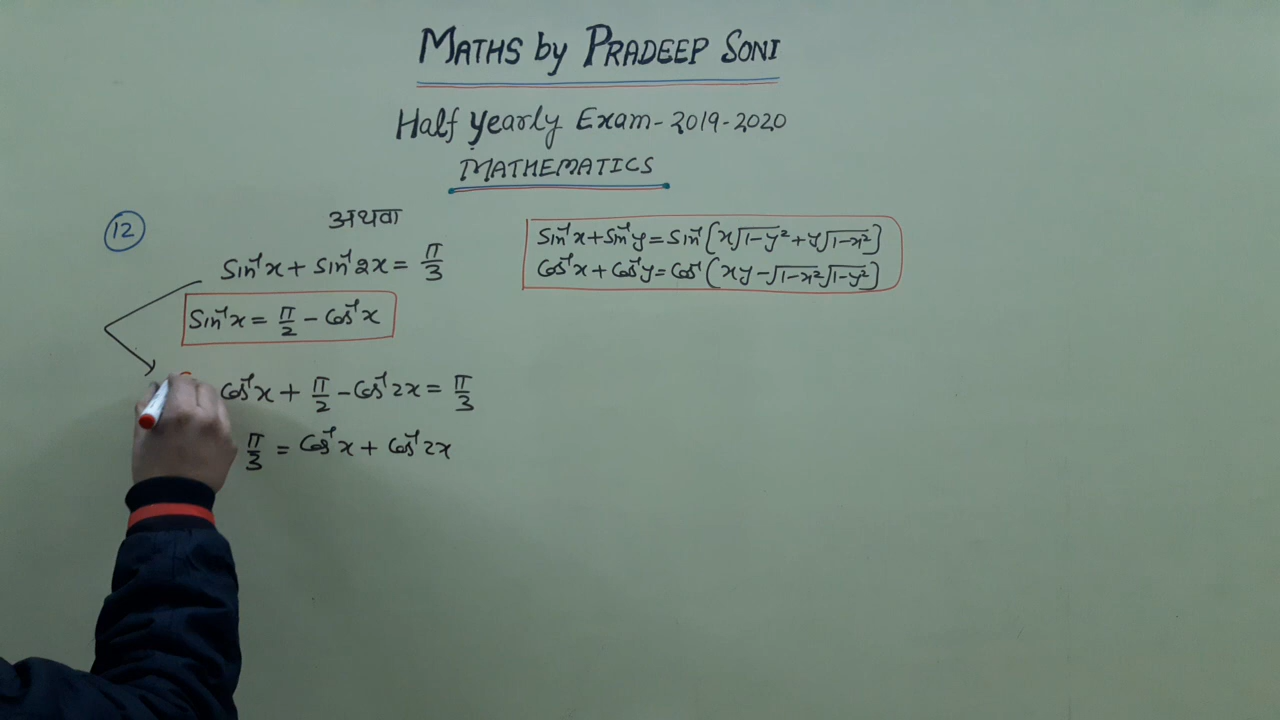 MATHS by PRADEEP SONI
Half Yearly Exam - 2019-2020
MATHEMATICS
12
अथवा
Sin⁻¹x + Sin⁻¹2x = π/3
Sin⁻¹x = π/2 - Cos⁻¹x
Sin⁻¹x + Sin⁻¹y = Sin⁻¹[x√1-y² + y√1-x²]
Cos⁻¹x + Cos⁻¹y = Cos⁻¹(xy - √1-x² √1-y²]
Cos⁻¹x + π/2 - Cos⁻¹2x = π/3
π/3 = Cos⁻¹x + Cos⁻¹2x